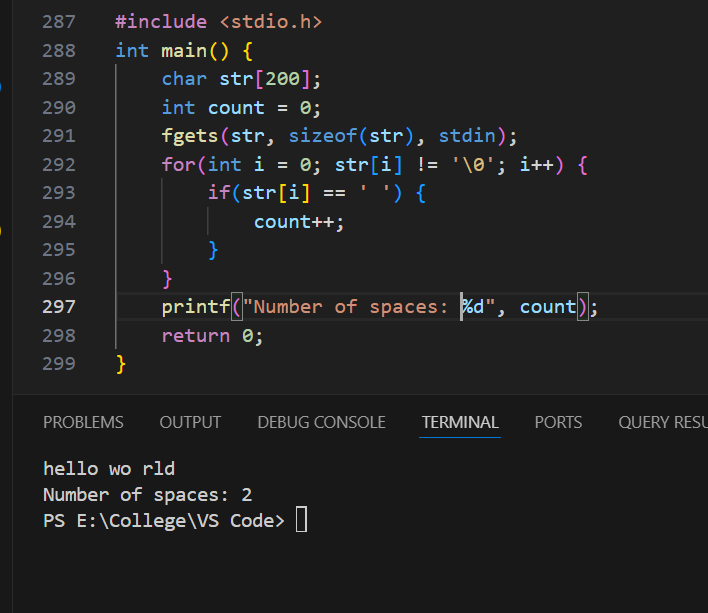 287 #include <stdio.h>
288 int main() {
289     char str[200];
290     int count = 0;
291     fgets(str, sizeof(str), stdin);
292     for(int i = 0; str[i] != '\0'; i++) {
293         if(str[i] == ' ') {
294             count++;
295         }
296     }
297     printf("Number of spaces: %d", count);
298     return 0;
299 }
PROBLEMS OUTPUT DEBUG CONSOLE TERMINAL PORTS QUERY RESU
hello wo rld
Number of spaces: 2
PS E:\College\VS Code>